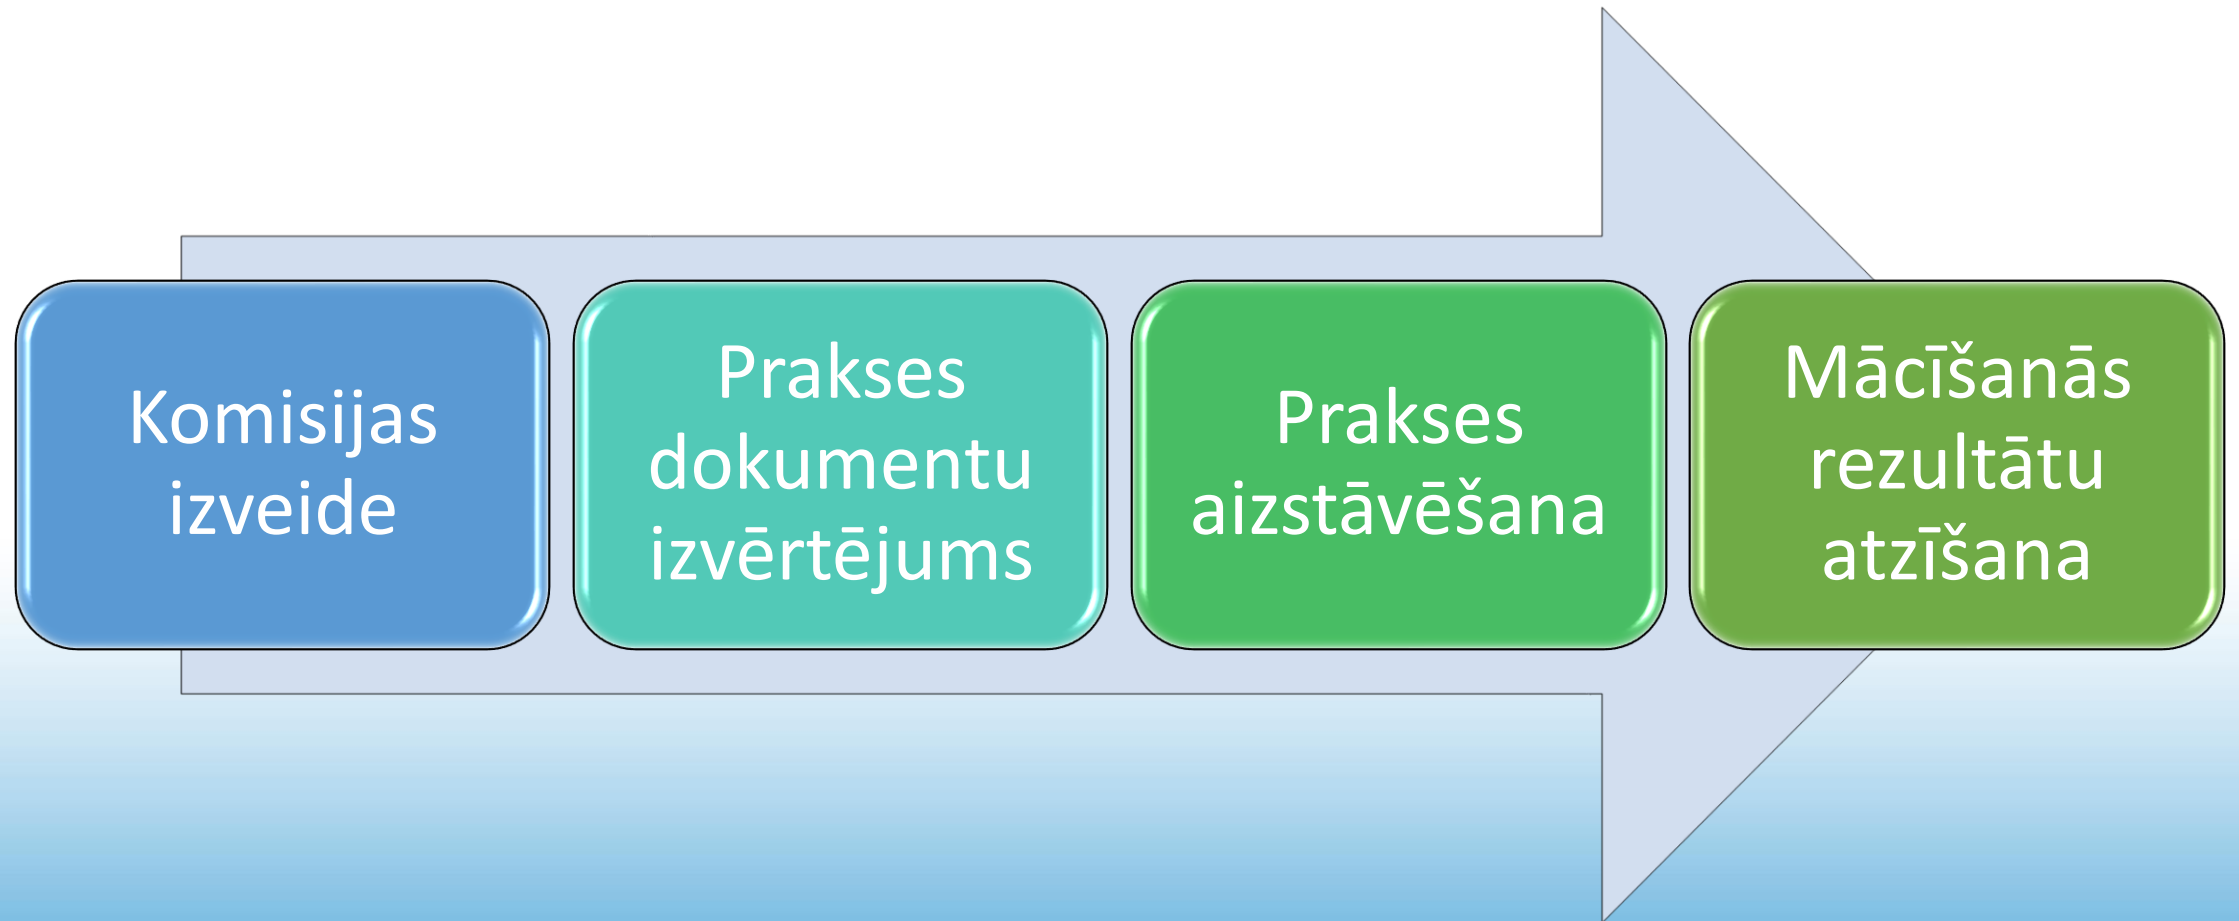 Komisijas
izveide
Prakses
dokumentu
izvērtējums
Prakses
aizstāvēšana
Mācīšanās
rezultātu
atzīšana